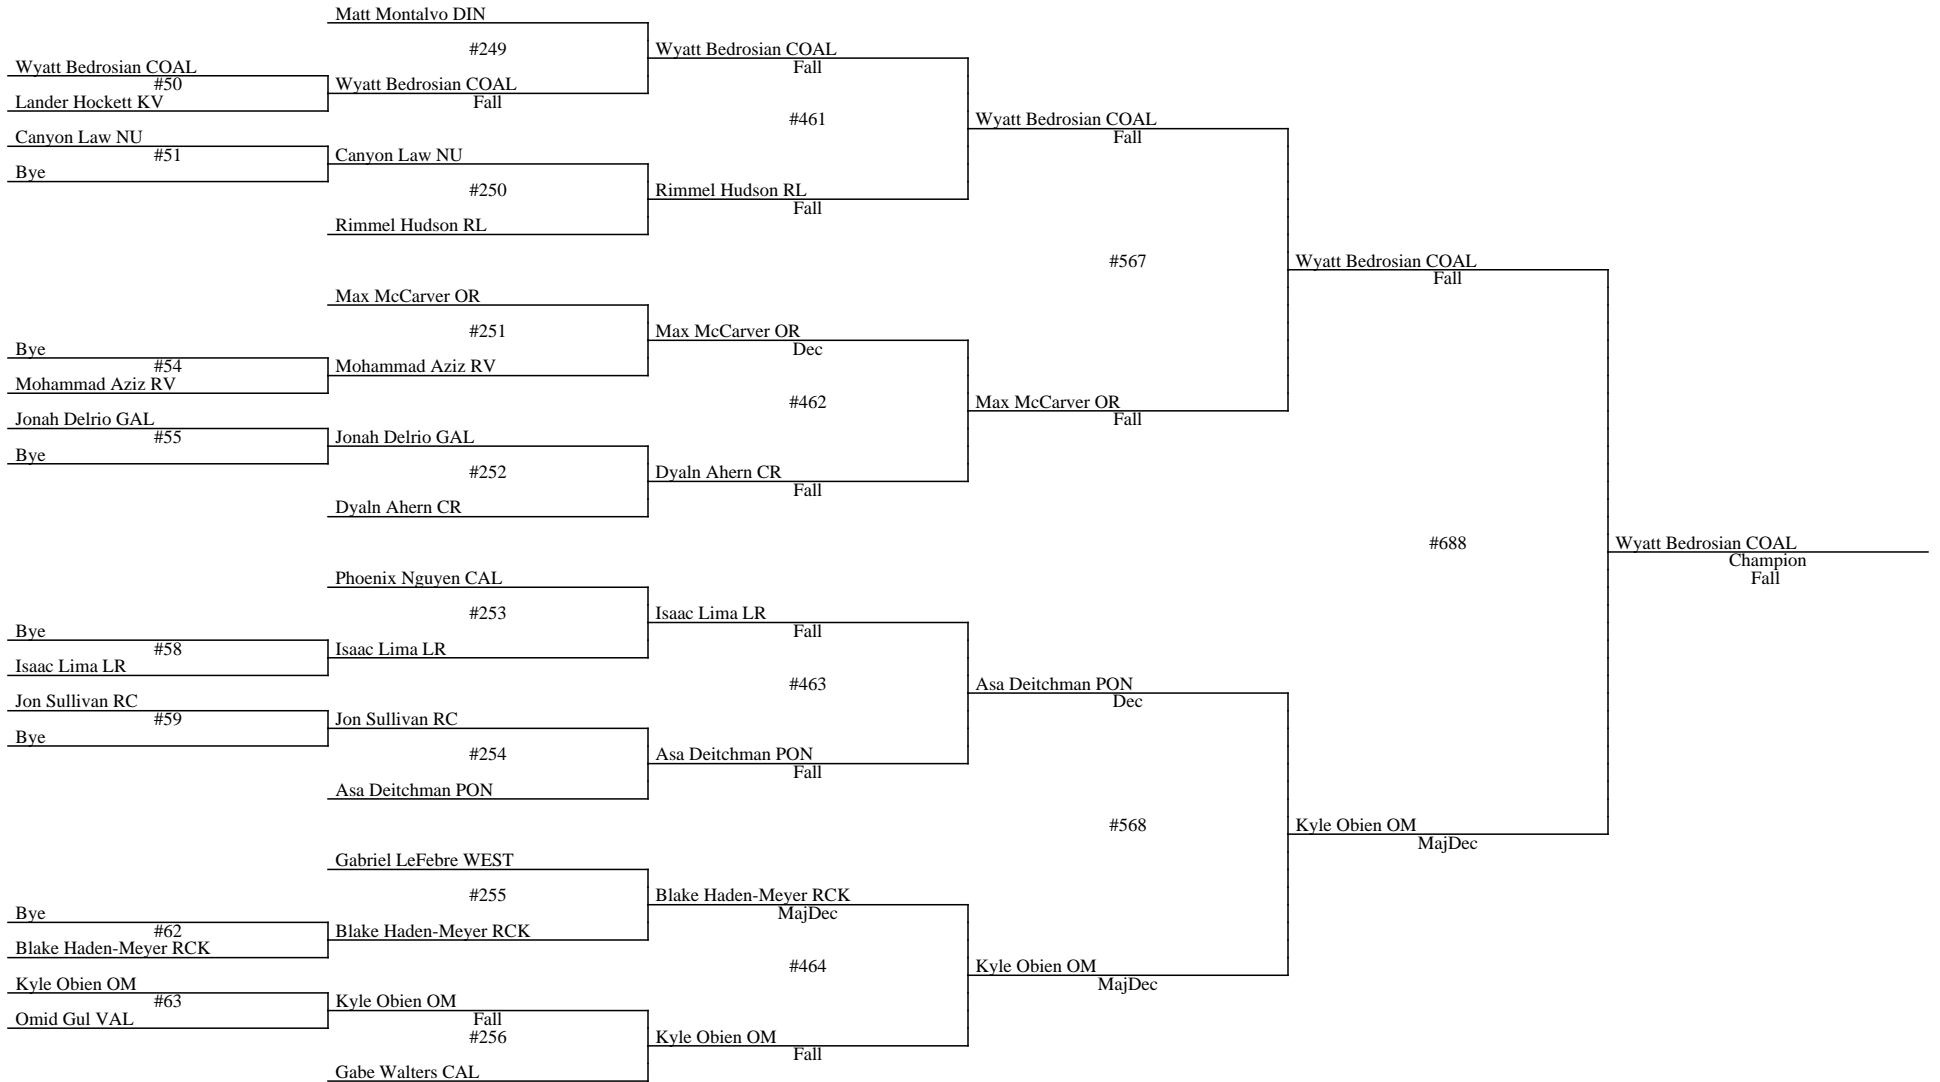 Matt Montalvo DIN
#249
Wyatt Bedrosian COAL
Fall
Wyatt Bedrosian COAL
#50
Wyatt Bedrosian COAL
Fall
Lander Hockett KV
#461
Wyatt Bedrosian COAL
Fall
Canyon Law NU
#51
Canyon Law NU
Bye
#250
Rimmel Hudson RL
Fall
Rimmel Hudson RL
#567
Wyatt Bedrosian COAL
Fall
Max McCarver OR
#251
Max McCarver OR
Dec
Bye
#54
Mohammad Aziz RV
Mohammad Aziz RV
#462
Max McCarver OR
Fall
Jonah Delrio GAL
#55
Jonah Delrio GAL
Bye
#252
Dyaln Ahern CR
Fall
Dyaln Ahern CR
#688
Wyatt Bedrosian COAL
Champion
Fall
Phoenix Nguyen CAL
#253
Isaac Lima LR
Fall
Bye
#58
Isaac Lima LR
Isaac Lima LR
#463
Asa Deitchman PON
Dec
Jon Sullivan RC
#59
Jon Sullivan RC
Bye
#254
Asa Deitchman PON
Fall
Asa Deitchman PON
#568
Kyle Obien OM
MajDec
Gabriel LeFebre WEST
#255
Blake Haden-Meyer RCK
MajDec
Bye
#62
Blake Haden-Meyer RCK
Blake Haden-Meyer RCK
#464
Kyle Obien OM
MajDec
Kyle Obien OM
#63
Kyle Obien OM
Fall
Omid Gul VAL
#256
Kyle Obien OM
Fall
Gabe Walters CAL